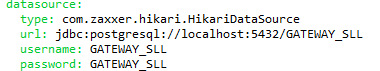 datasource:
  type: com.zaxxer.hikari.HikariDataSource
  url: jdbc:postgresql://localhost:5432/GATEWAY_SLL
  username: GATEWAY_SLL
  password: GATEWAY_SLL